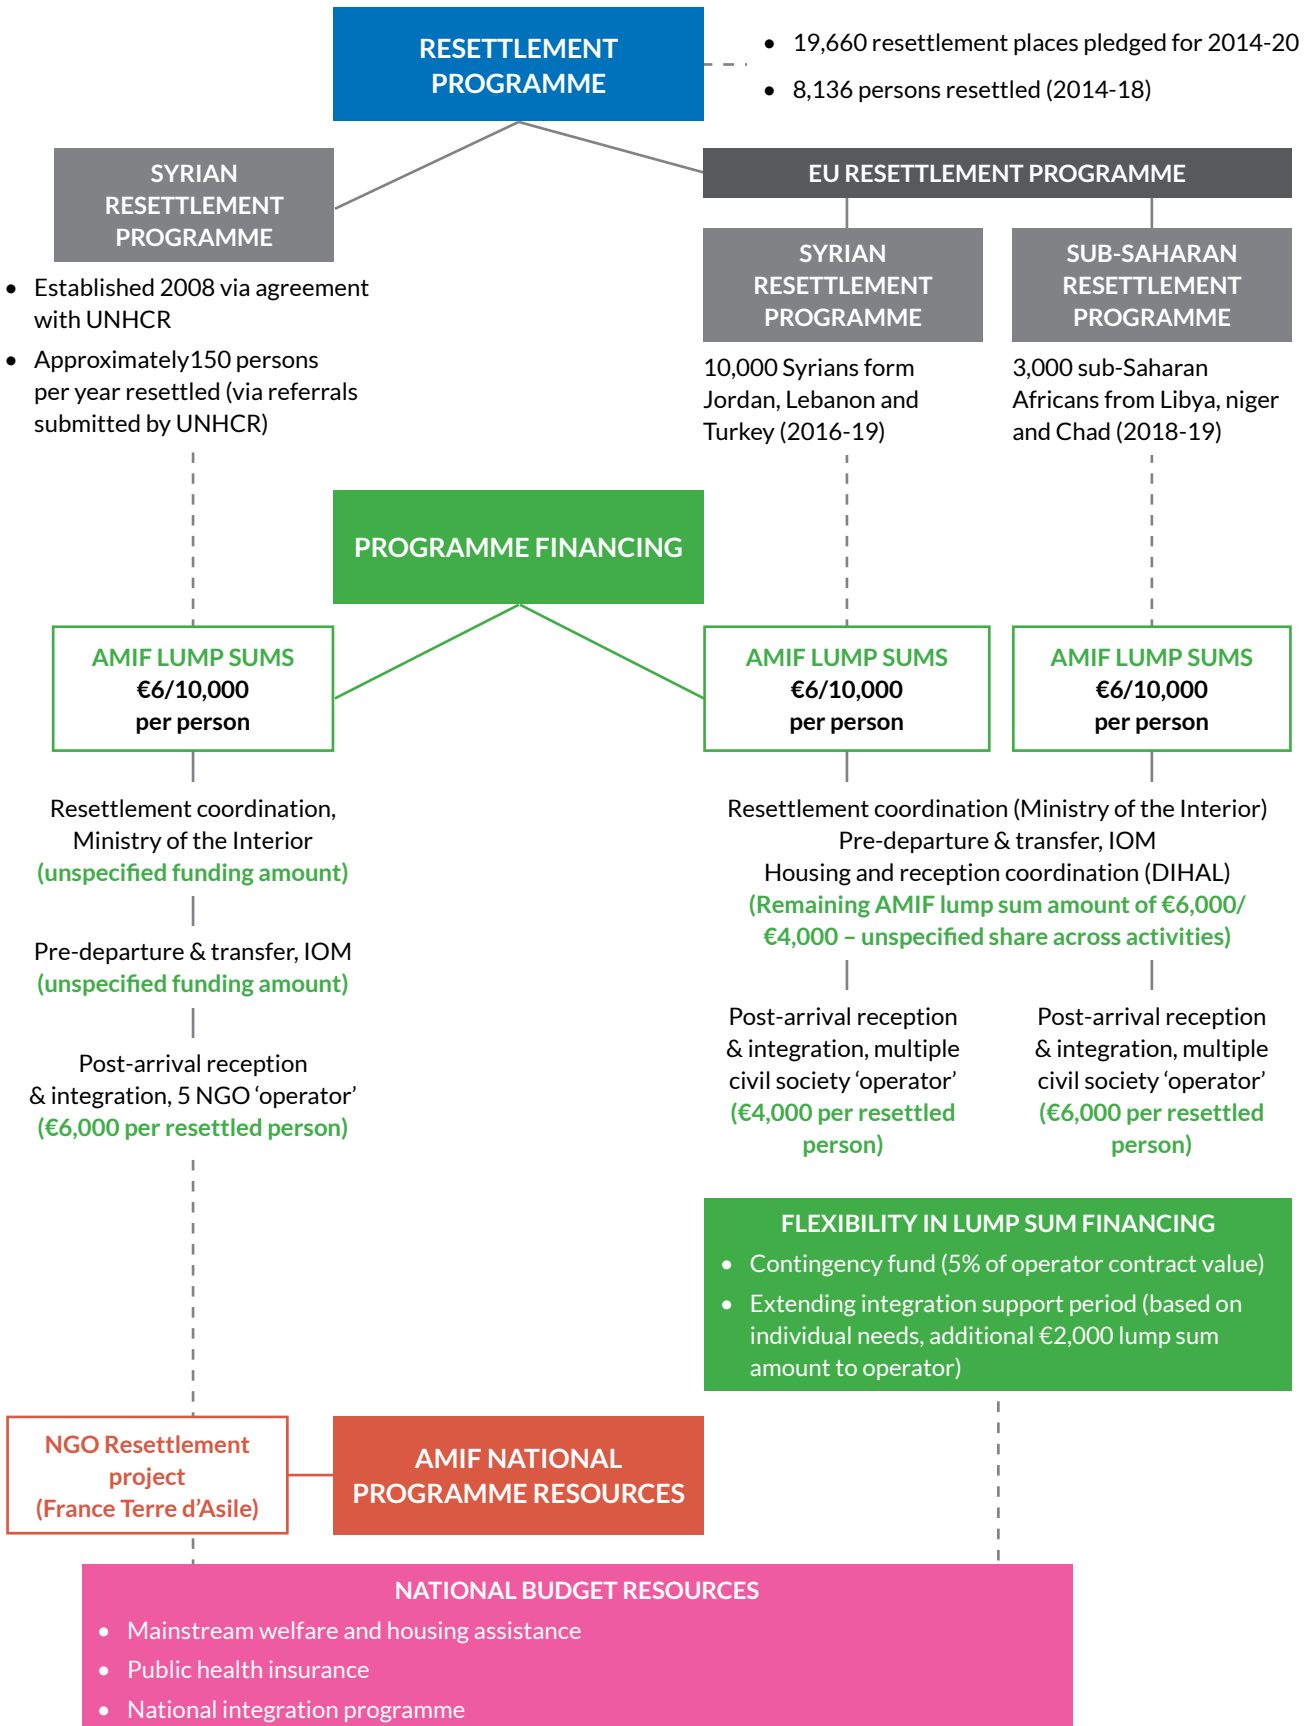 RESETTLEMENT
PROGRAMME
• 19,660 resettlement places pledged for 2014-20
• 8,136 persons resettled (2014-18)
SYRIAN
RESETTLEMENT
PROGRAMME
• Established 2008 via agreement
with UNHCR
• Approximately150 persons
per year resettled (via referrals
submitted by UNHCR)
EU RESETTLEMENT PROGRAMME
SYRIAN
RESETTLEMENT
PROGRAMME
10,000 Syrians form
Jordan, Lebanon and
Turkey (2016-19)
SUB-SAHARAN
RESETTLEMENT
PROGRAMME
3,000 sub-Saharan
Africans from Libya, niger
and Chad (2018-19)
PROGRAMME FINANCING
AMIF LUMP SUMS
€6/10,000
per person
Resettlement coordination,
Ministry of the Interior
(unspecified funding amount)
Pre-departure & transfer, IOM
(unspecified funding amount)
Post-arrival reception
& integration, 5 NGO ‘operator’
(€6,000 per resettled person)
AMIF LUMP SUMS
€6/10,000
per person
AMIF LUMP SUMS
€6/10,000
per person
Resettlement coordination (Ministry of the Interior)
Pre-departure & transfer, IOM
Housing and reception coordination (DIHAL)
(Remaining AMIF lump sum amount of €6,000/
€4,000 – unspecified share across activities)
Post-arrival reception
& integration, multiple
civil society ‘operator’
(€4,000 per resettled
person)
Post-arrival reception
& integration, multiple
civil society ‘operator’
(€6,000 per resettled
person)
FLEXIBILITY IN LUMP SUM FINANCING
• Contingency fund (5% of operator contract value)
• Extending integration support period (based on
individual needs, additional €2,000 lump sum
amount to operator)
NGO Resettlement
project
(France Terre d’Asile)
AMIF NATIONAL
PROGRAMME RESOURCES
NATIONAL BUDGET RESOURCES
• Mainstream welfare and housing assistance
• Public health insurance
• National integration programme